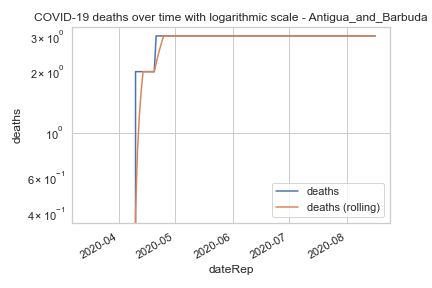 COVID-19 deaths over time with logarithmic scale - Antigua_and_Barbuda
3 × 10⁰
2 × 10⁰
10⁰
6 × 10⁻¹
4 × 10⁻¹
deaths
deaths
deaths (rolling)
2020-04
2020-05
2020-06
2020-07
2020-08
dateRep